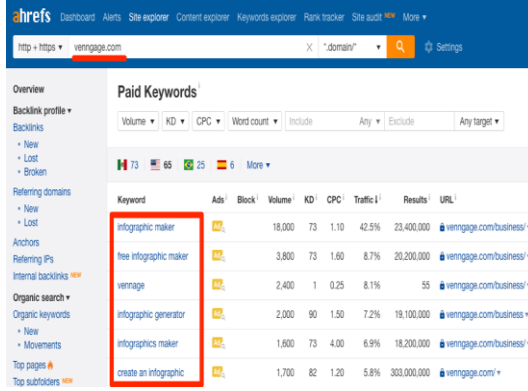 ahrefs Dashboard Alerts Site explorer Content explorer Keywords explorer Rank tracker Site audit NEW More
http + https venngage.com *.domain/* Settings
Overview
Backlink profile
Backlinks
New
Lost
Broken
Referring domains
New
Lost
Anchors
Referring IPs
Internal backlinks NEW
Organic search
Organic keywords
New
Movements
Top pages
Top subfolders NEW
Paid Keywords
Volume KD CPC Word count Include Any Exclude Any target
73 65 25 6 More
Keyword Ads Block Volume KD CPC Traffic Results URL
infographic maker Ad 18,000 73 1.10 42.5% 23,400,000 venngage.com/business/
free infographic maker Ad 3,800 73 1.60 8.7% 20,200,000 venngage.com/business/
vennage Ad 2,400 1 0.25 8.1% 55 venngage.com/business/
infographic generator Ad 2,000 90 1.50 7.2% 19,100,000 venngage.com/business
infographics maker Ad 1,600 73 4.00 6.9% 18,200,000 venngage.com/business/
create an infographic Ad 1,700 82 1.20 5.8% 303,000,000 venngage.com/